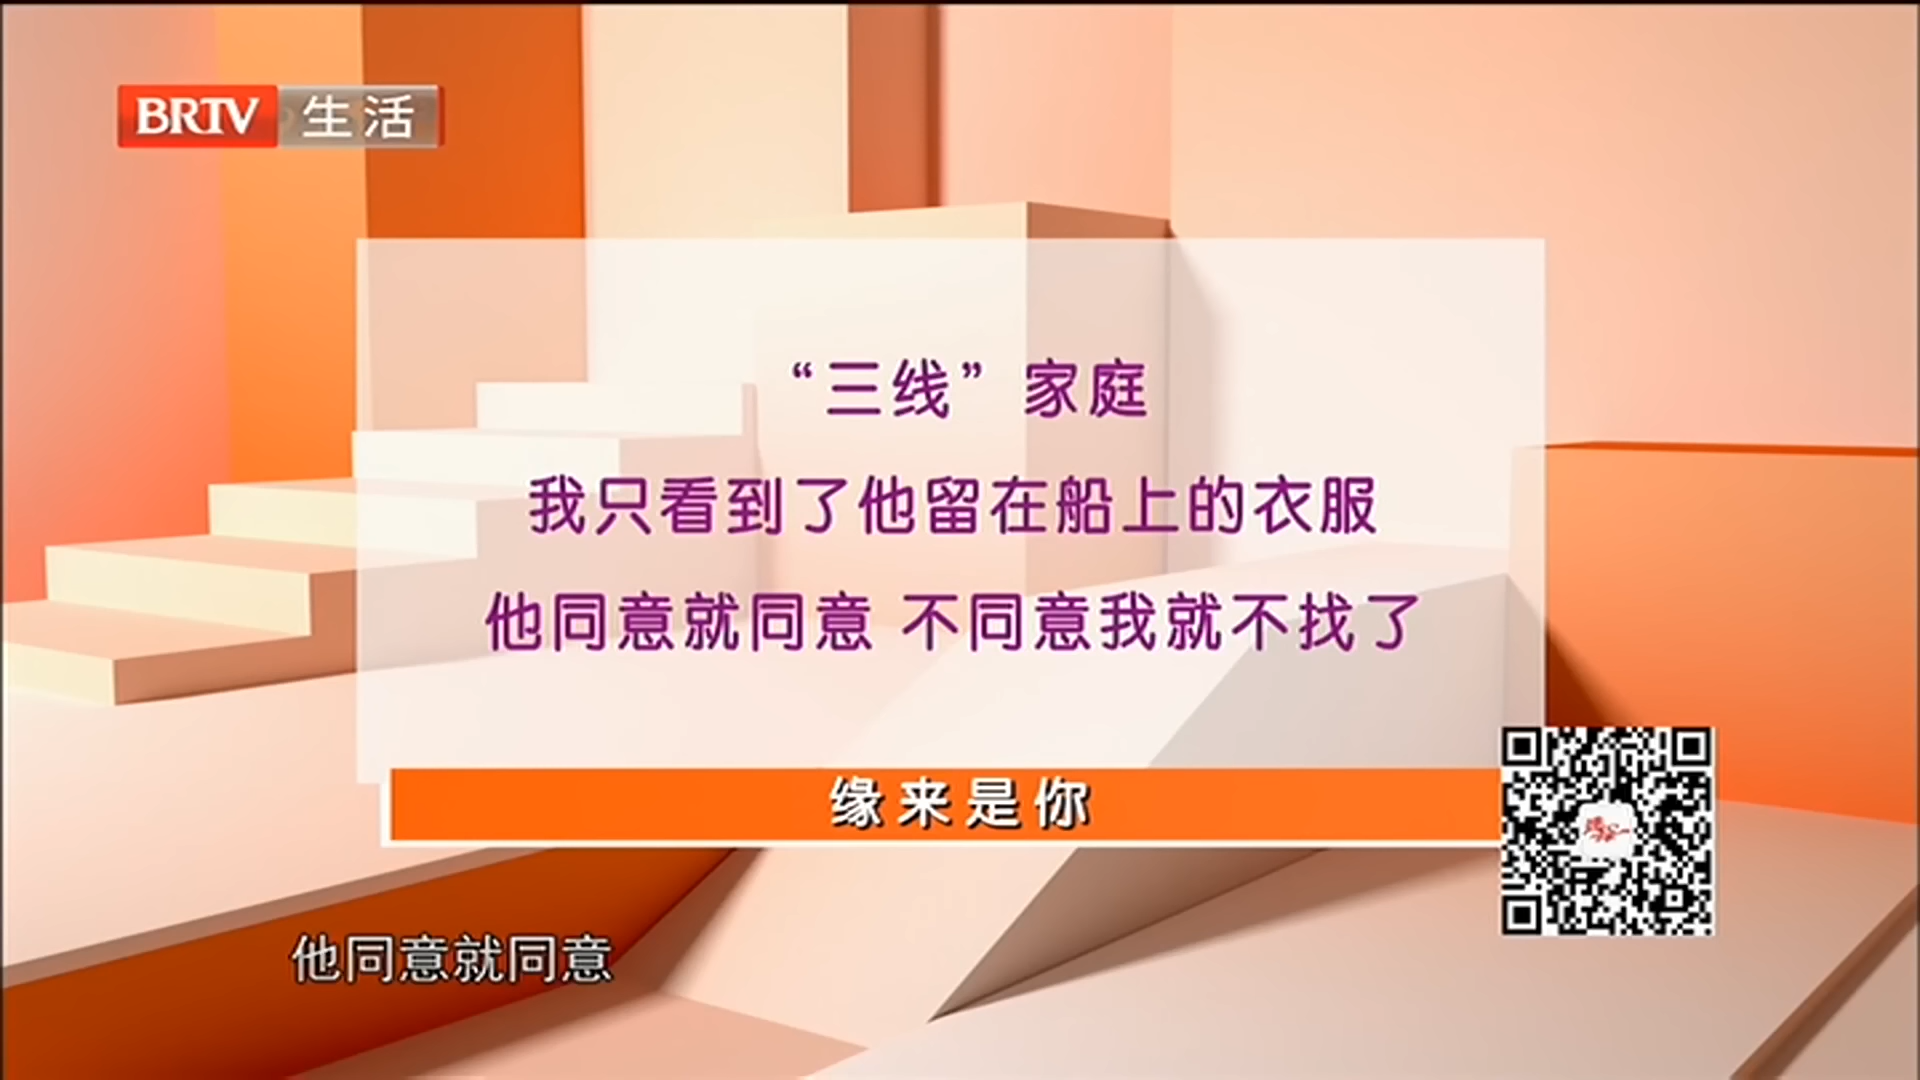 BRTV 生活
“三线”家庭
我只看到了他留在船上的衣服
他同意就同意 不同意我就不找了
缘来是你
他同意就同意